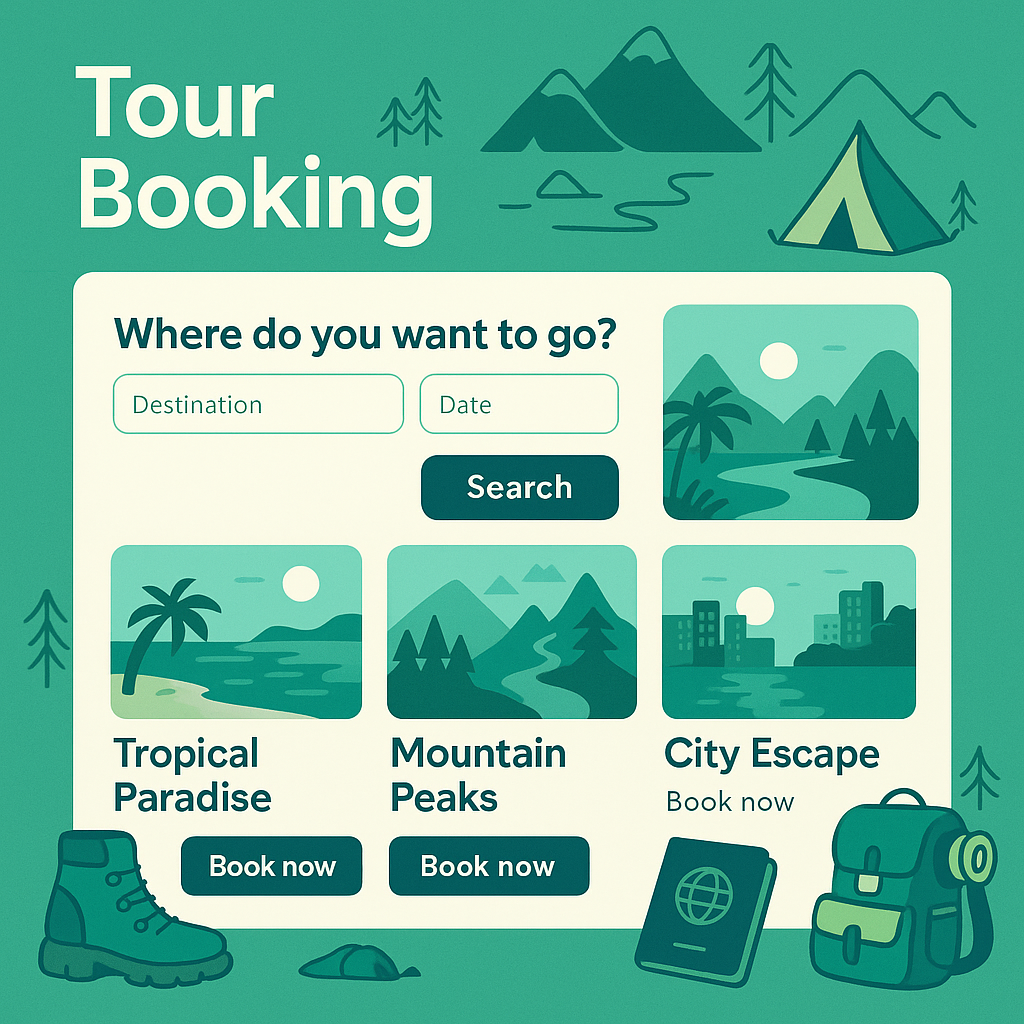 Tour
Booking
Where do you want to go?
Destination
Date
Search
Tropical
Paradise
Book now
Mountain
Peaks
Book now
City Escape
Book now